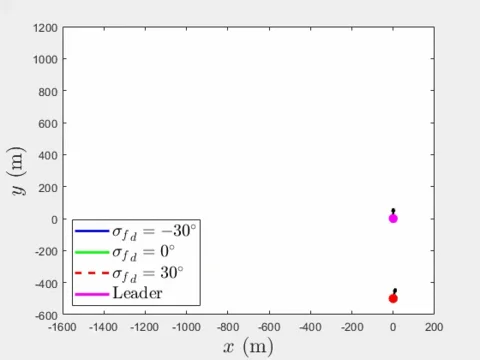 1200
1000
800
600
400
200
0
-200
-400
-600
y (m)
σ_{f_d} = −30°
σ_{f_d} = 0°
σ_{f_d} = 30°
Leader
-1600 -1400 -1200 -1000 -800 -600 -400 -200 0 200
x (m)